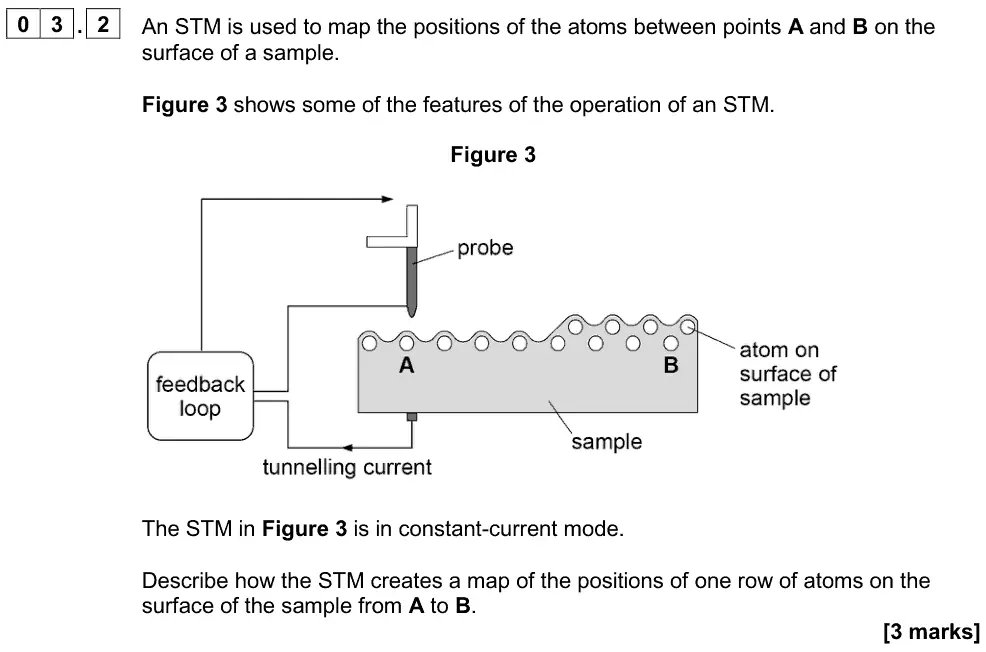 0 3 . 2 An STM is used to map the positions of the atoms between points A and B on the
surface of a sample.
Figure 3 shows some of the features of the operation of an STM.
Figure 3
probe
A
B
atom on
surface of
sample
feedback
loop
sample
tunnelling current
The STM in Figure 3 is in constant-current mode.
Describe how the STM creates a map of the positions of one row of atoms on the
surface of the sample from A to B.
[3 marks]